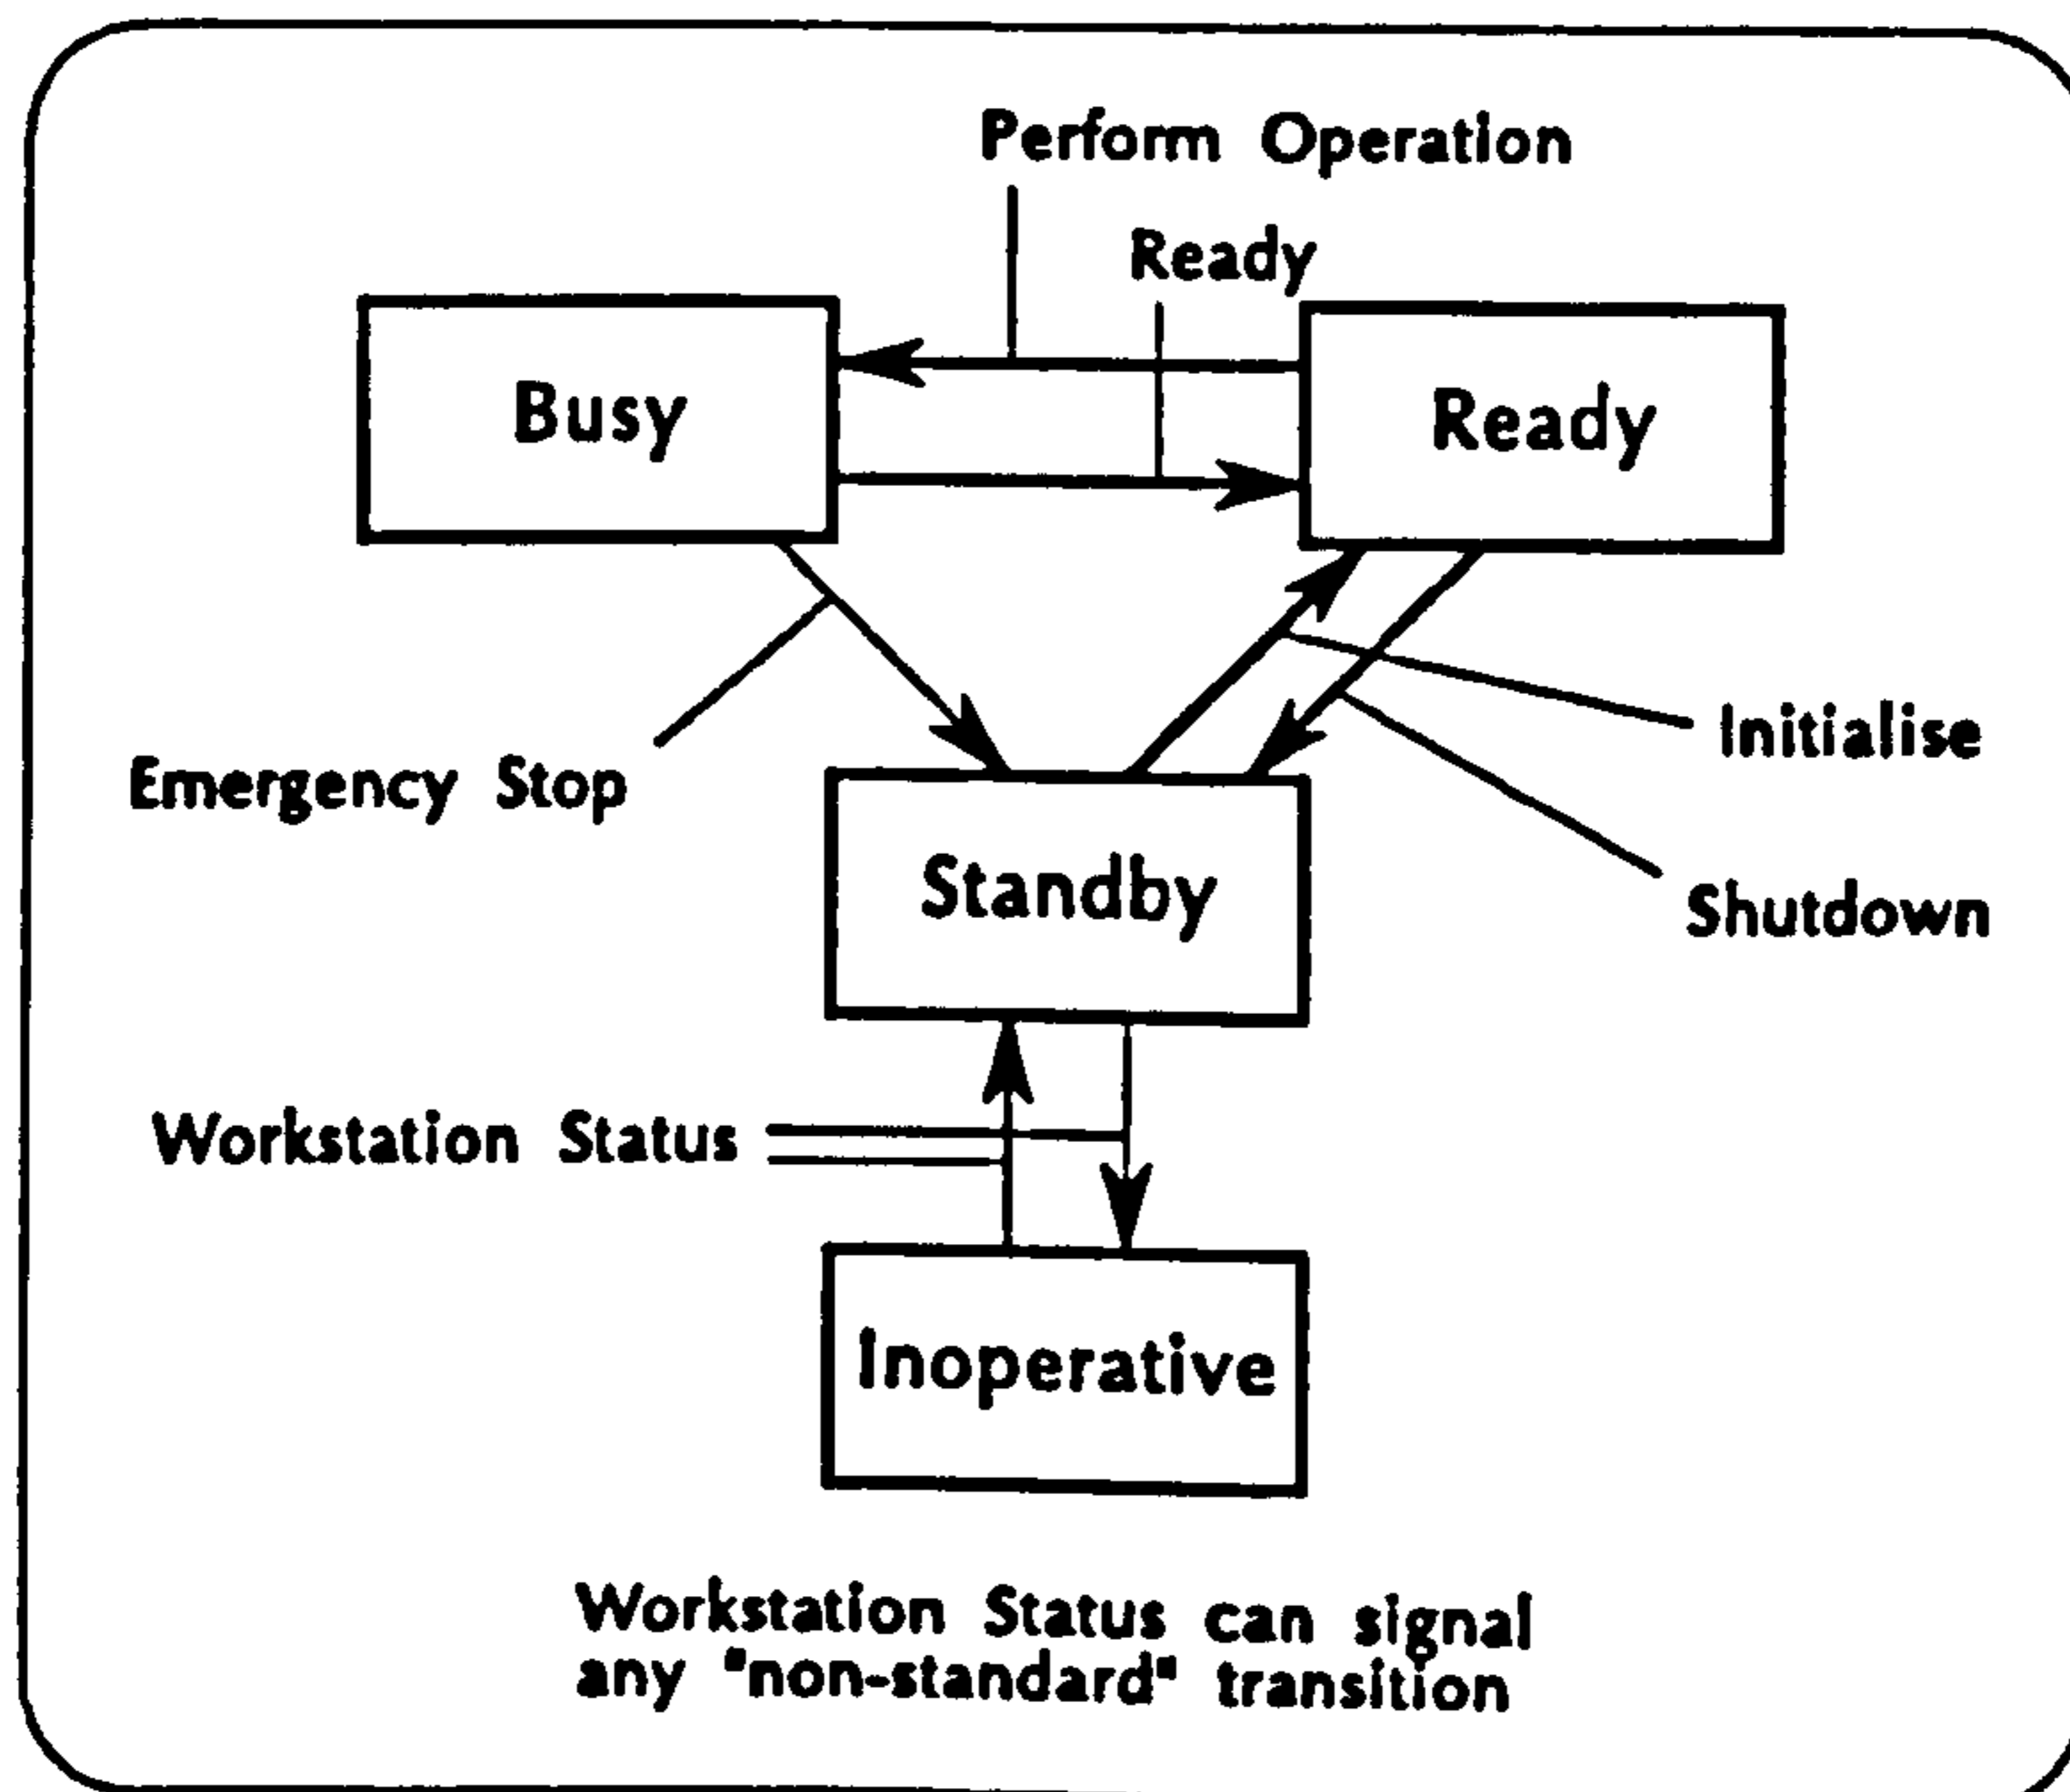 Perform Operation
Ready
Busy
Ready
Emergency Stop
Initialise
Standby
Shutdown
Workstation Status
Inoperative
Workstation Status can signal
any "non-standard" transition